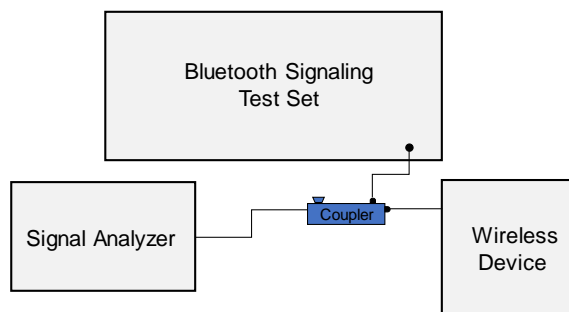 Bluetooth Signaling
Test Set
Coupler
Signal Analyzer
Wireless
Device